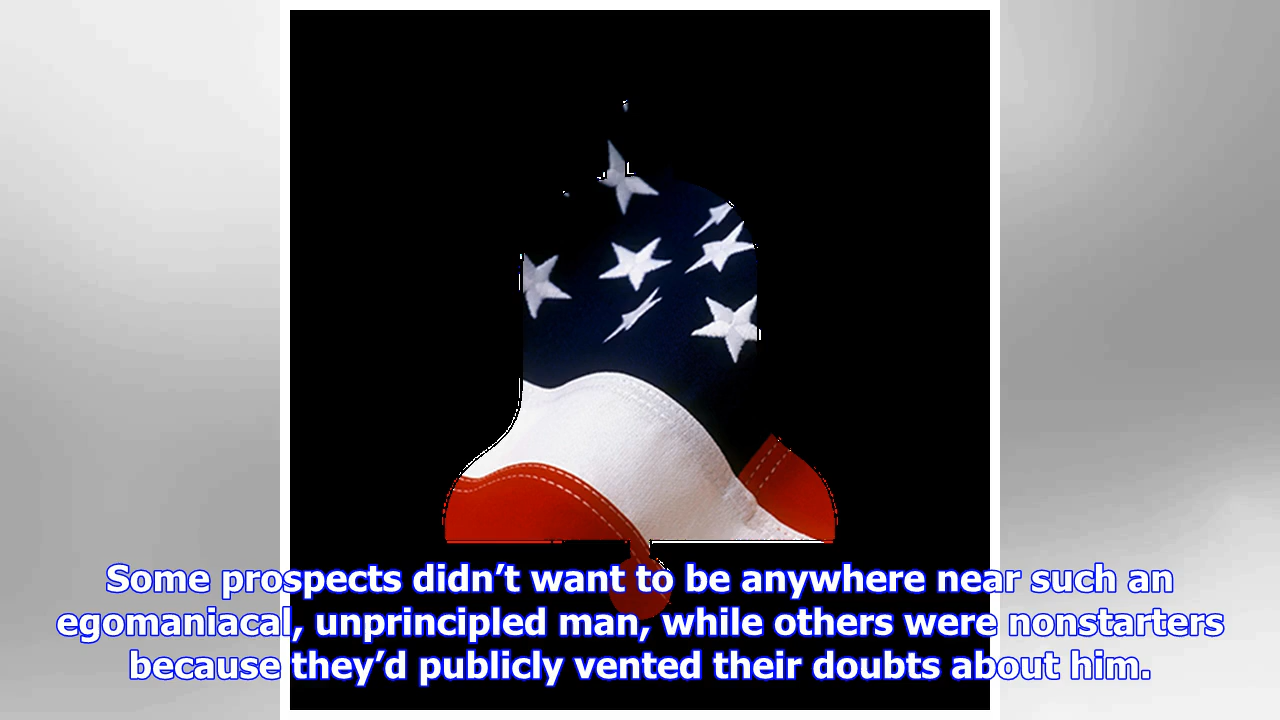 Some prospects didn’t want to be anywhere near such an
egomaniacal, unprincipled man, while others were nonstarters
because they’d publicly vented their doubts about him.